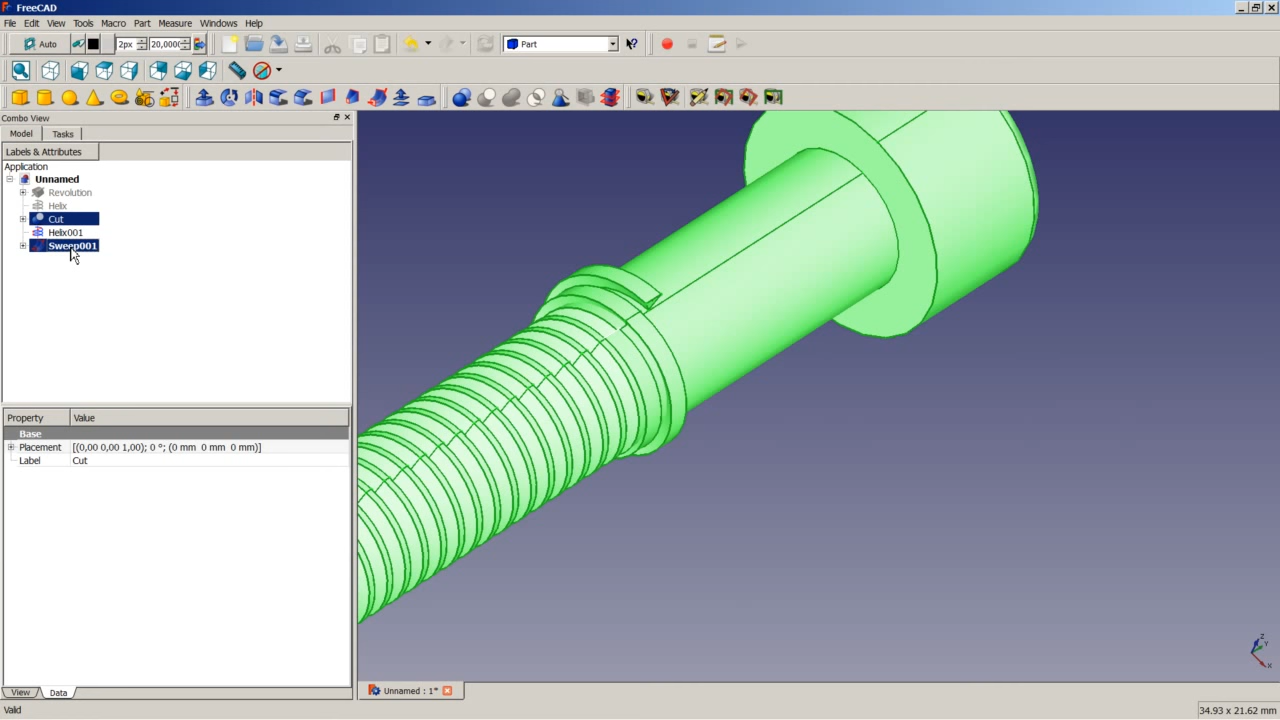 FreeCAD
File Edit View Tools Macro Part Measure Windows Help
Auto 2px 20,0000 Part
Combo View
Model Tasks
Labels & Attributes
Application
Unnamed
Revolution
Helix
Cut
Helix001
Sweep001
Property Value
Base
Placement [(0,00 0,00 1,00); 0 °; (0 mm 0 mm 0 mm)]
Label Cut
Z
Y
X
View Data
Unnamed : 1*
Valid
34.93 x 21.62 mm